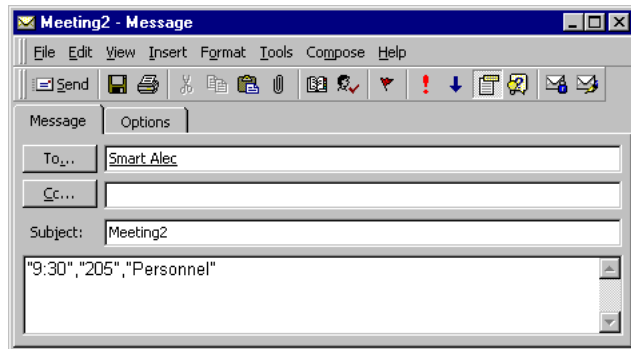 Meeting2 - Message
File Edit View Insert Format Tools Compose Help
Send
Message Options
To... Smart Alec
Cc...
Subject: Meeting2
"9:30","205","Personnel"